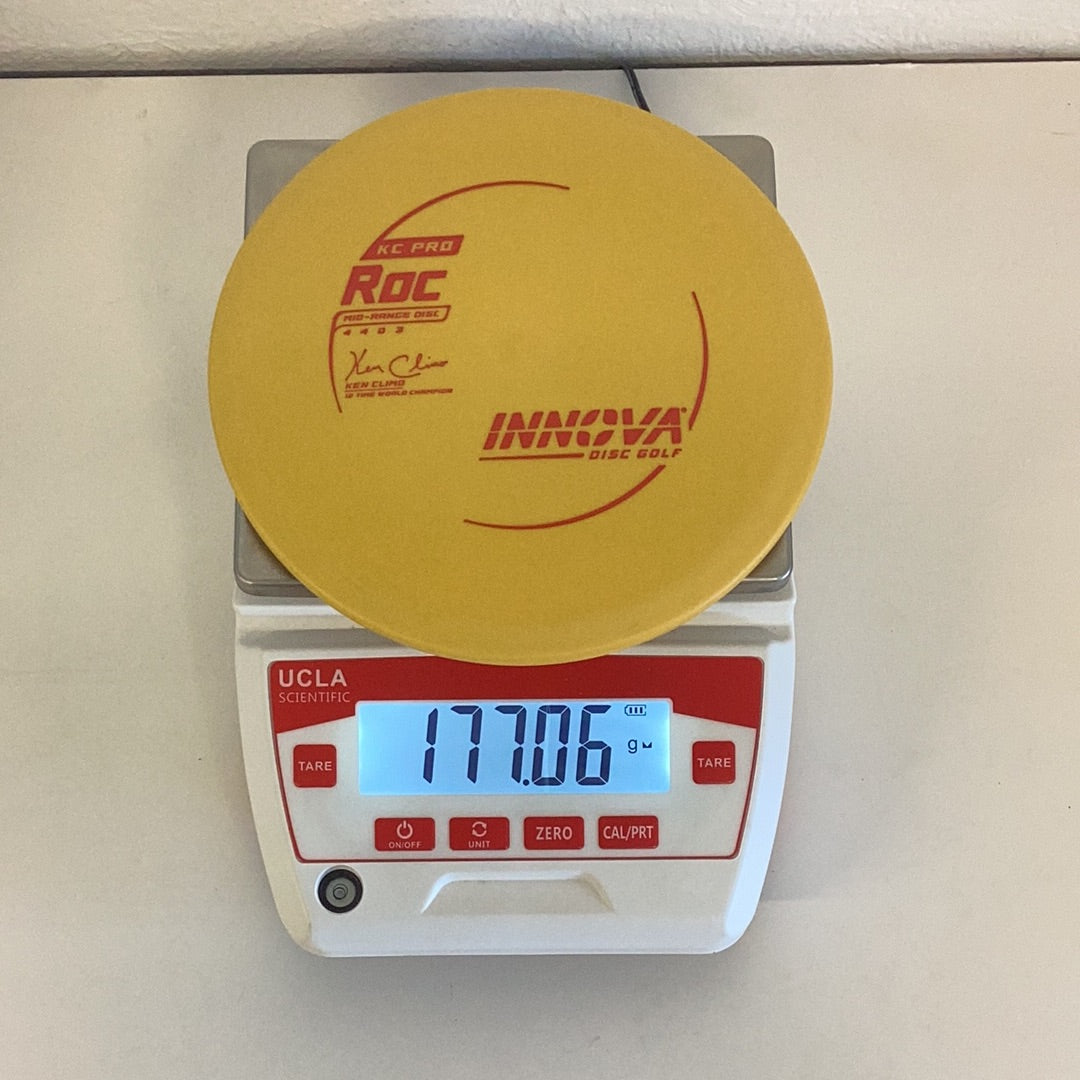 KC PRO
ROC
MID-RANGE DISC
4 4 0 3
Ken Climo
KEN CLIMO
12 TIME WORLD CHAMPION
INNOVA®
DISC GOLF
UCLA
SCIENTIFIC
177.06
g
TARE
TARE
ON/OFF
UNIT
ZERO
CAL/PRT